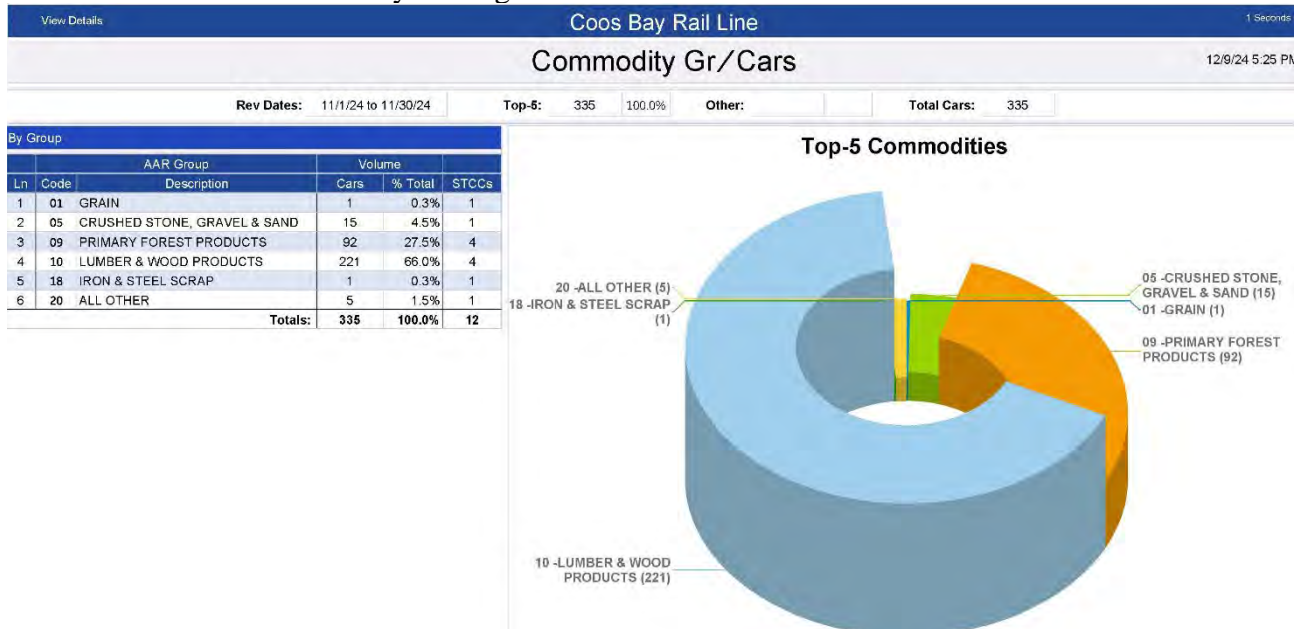 View Details Coos Bay Rail Line 1 Seconds
Commodity Gr/Cars 12/9/24 5:25 PM
Rev Dates: 11/1/24 to 11/30/24 Top-5: 335 100.0% Other: Total Cars: 335
By Group
AAR Group Volume
Ln Code Description Cars % Total STCCs
1 01 GRAIN 1 0.3% 1
2 05 CRUSHED STONE, GRAVEL & SAND 15 4.5% 1
3 09 PRIMARY FOREST PRODUCTS 92 27.5% 4
4 10 LUMBER & WOOD PRODUCTS 221 66.0% 4
5 18 IRON & STEEL SCRAP 1 0.3% 1
6 20 ALL OTHER 5 1.5% 1
Totals: 335 100.0% 12
Top-5 Commodities
20 -ALL OTHER (5)
18 -IRON & STEEL SCRAP
(1)
05 -CRUSHED STONE,
GRAVEL & SAND (15)
01 -GRAIN (1)
09 -PRIMARY FOREST
PRODUCTS (92)
10 -LUMBER & WOOD
PRODUCTS (221)